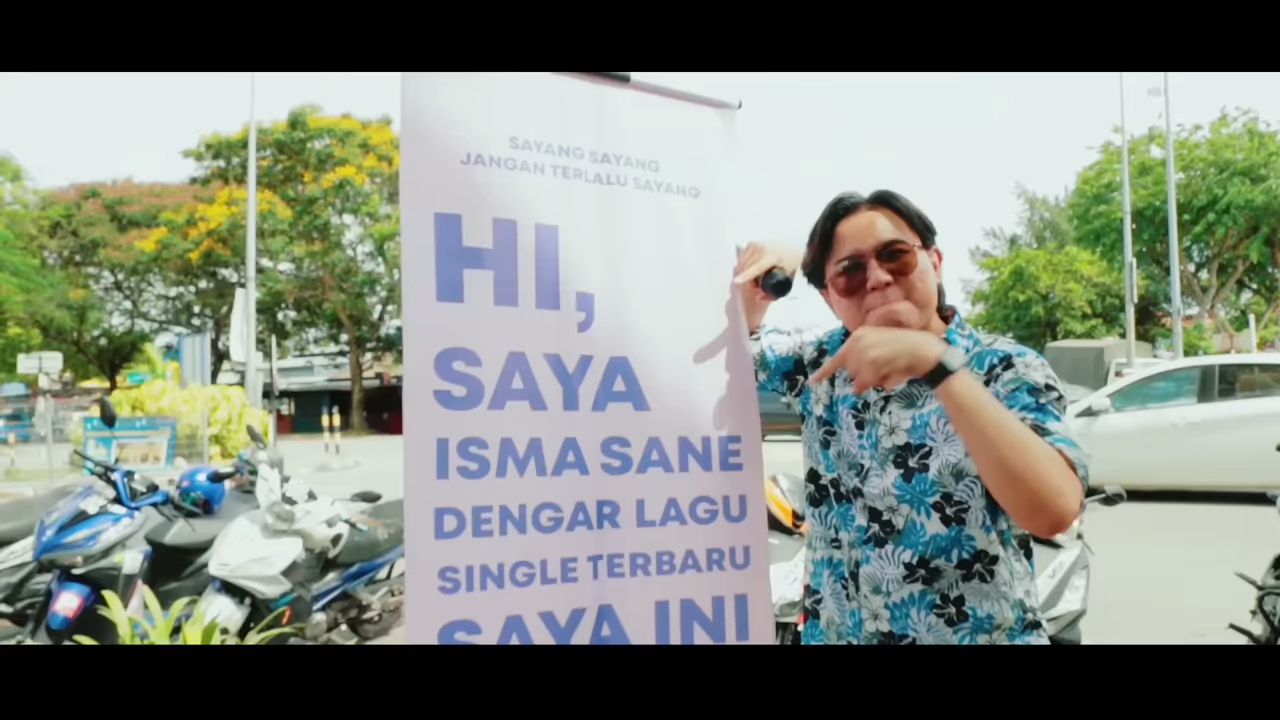 SAYANG SAYANG
JANGAN TERLALU SAYANG
HI,
SAYA
ISMA SANE
DENGAR LAGU
SINGLE TERBARU
SAYA INI